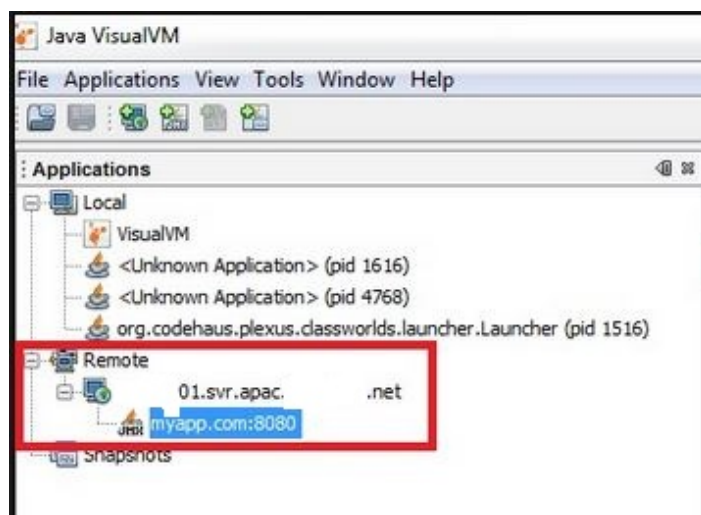 Java VisualVM
File Applications View Tools Window Help
Applications
Local
VisualVM
<Unknown Application> (pid 1616)
<Unknown Application> (pid 4768)
org.codehaus.plexus.classworlds.launcher.Launcher (pid 1516)
Remote
01.svr.apac. .net
JMX myapp.com:8080
Snapshots